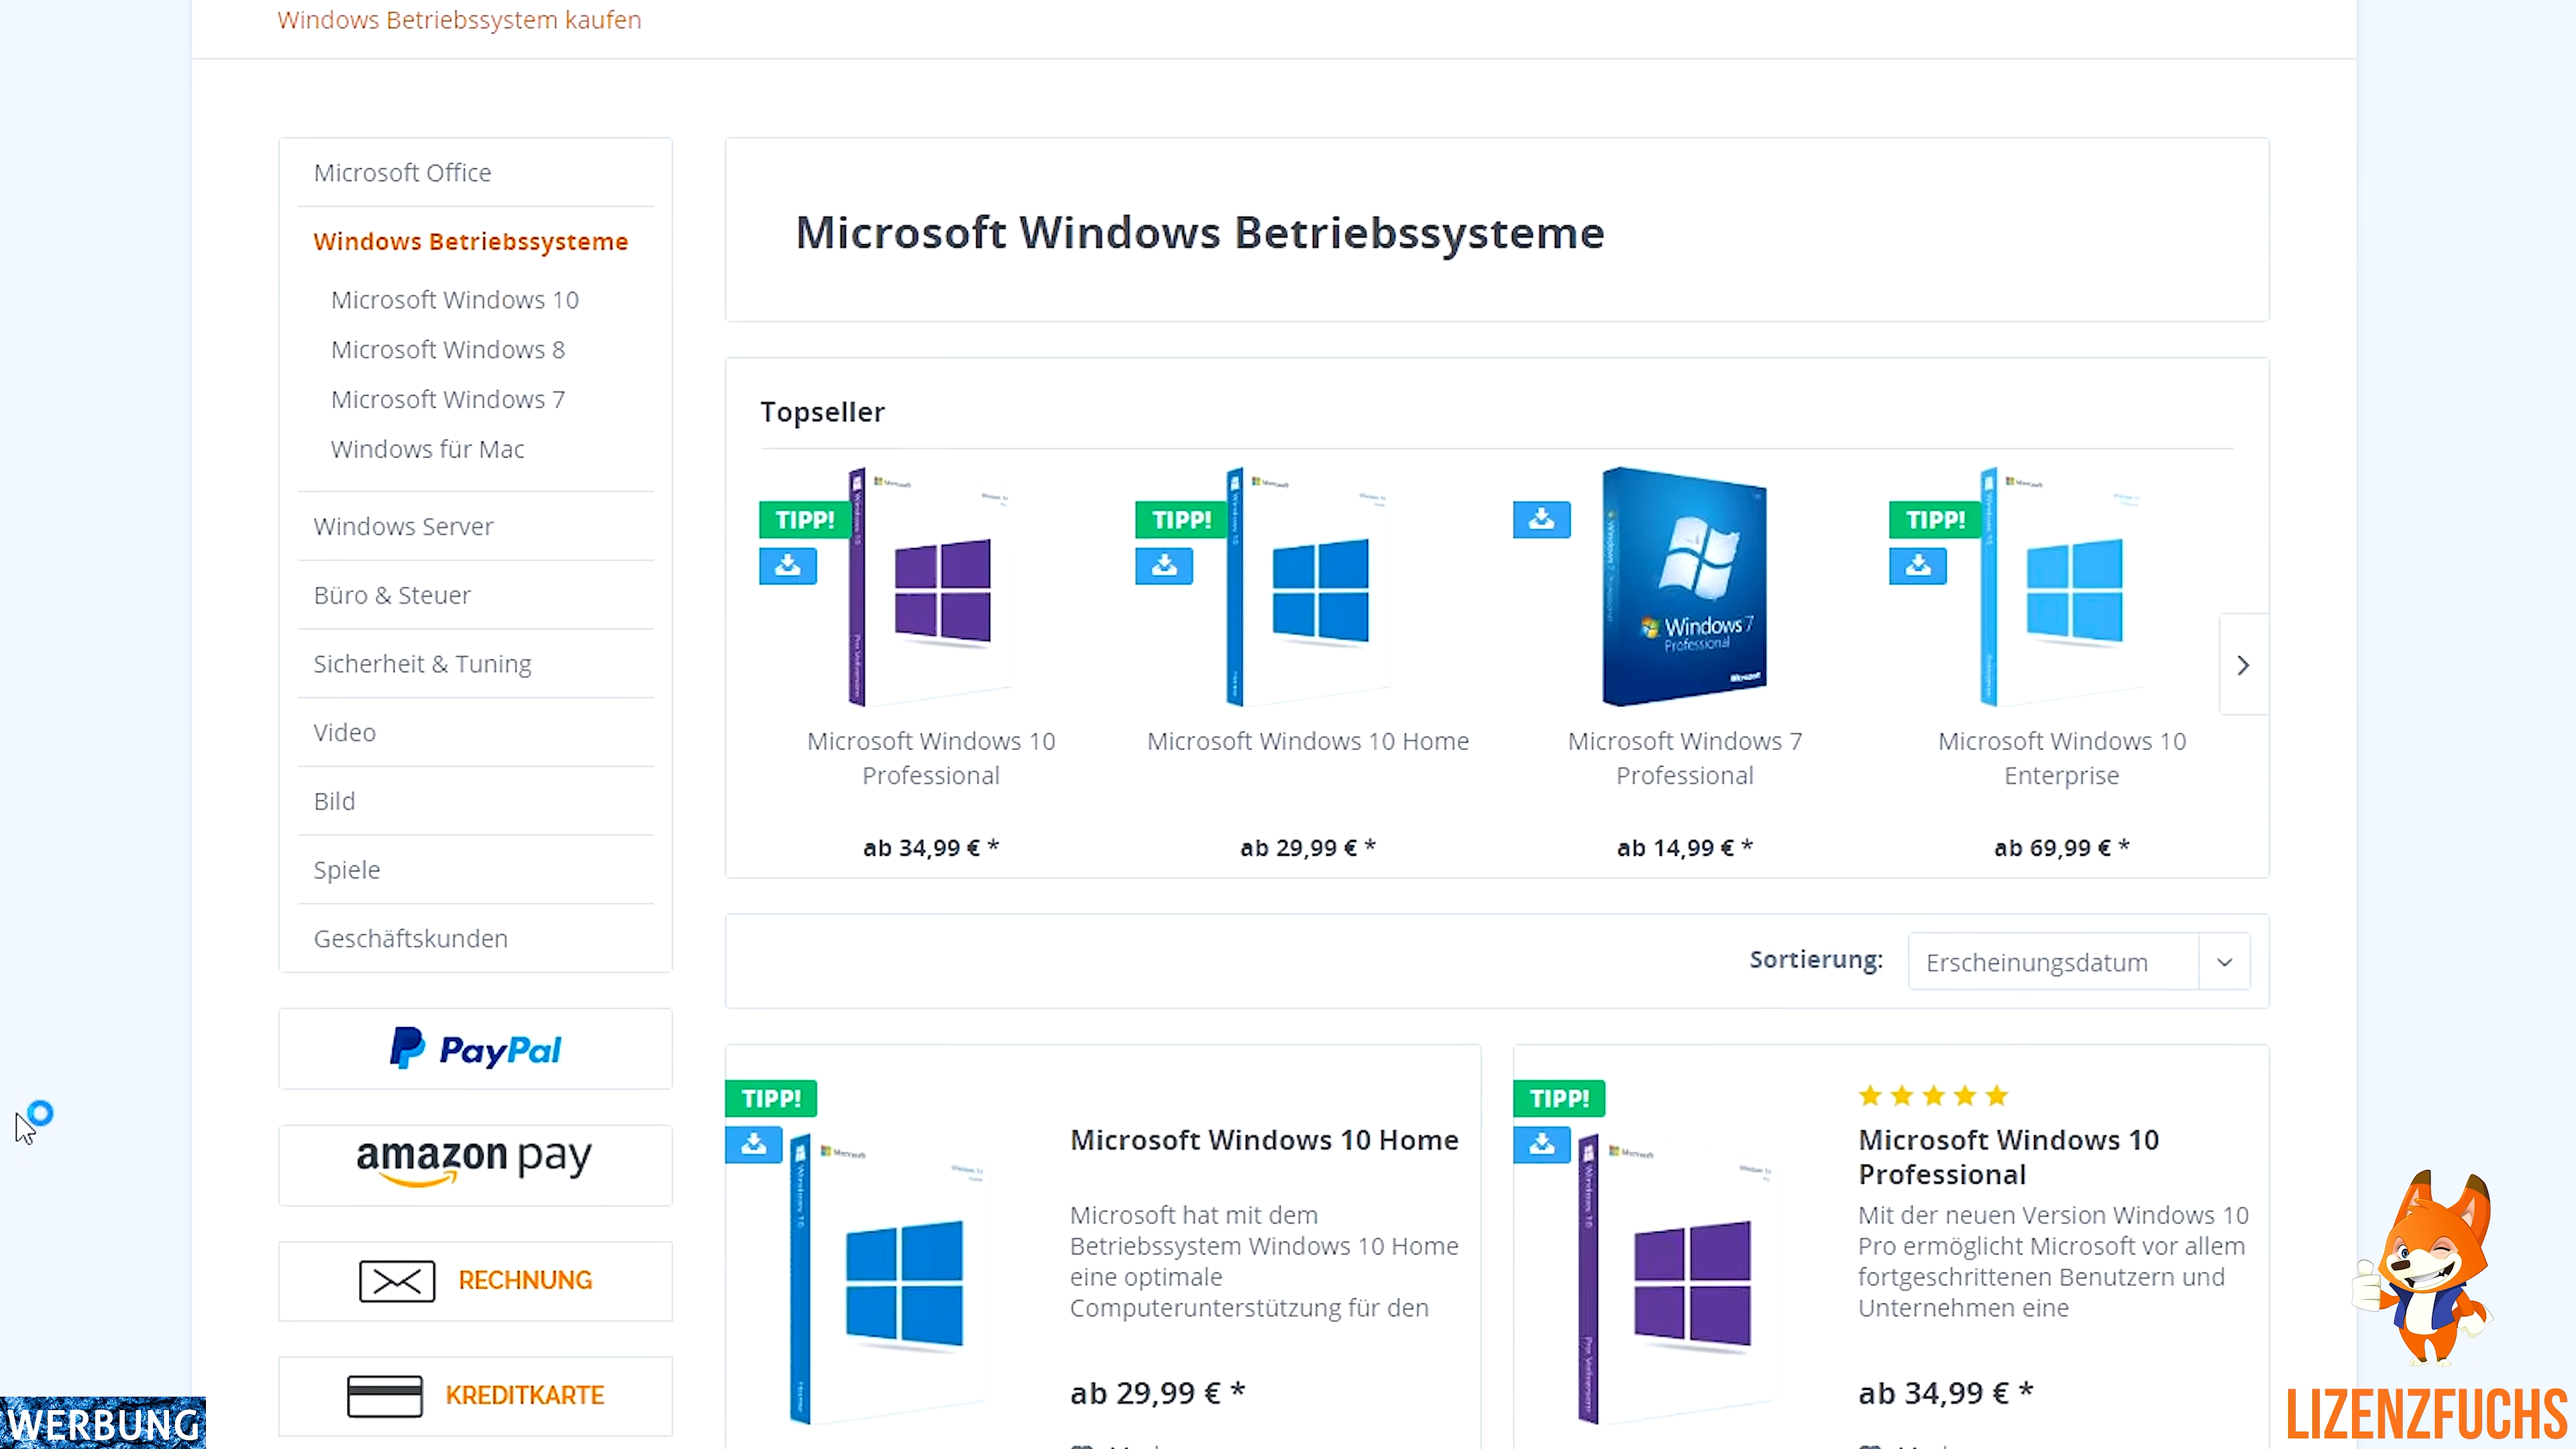 Windows Betriebssystem kaufen
Microsoft Office
Windows Betriebssysteme
Microsoft Windows 10
Microsoft Windows 8
Microsoft Windows 7
Windows für Mac
Windows Server
Büro & Steuer
Sicherheit & Tuning
Video
Bild
Spiele
Geschäftskunden
PayPal
amazon pay
RECHNUNG
KREDITKARTE
Microsoft Windows Betriebssysteme
Topseller
TIPP!
TIPP!
Windows 7
Professional
Microsoft
TIPP!
Microsoft Windows 10
Professional
ab 34,99 € *
Microsoft Windows 10 Home
ab 29,99 € *
Microsoft Windows 7
Professional
ab 14,99 € *
Microsoft Windows 10
Enterprise
ab 69,99 € *
Sortierung:
Erscheinungsdatum
TIPP!
Microsoft Windows 10 Home
Microsoft hat mit dem
Betriebssystem Windows 10 Home
eine optimale
Computerunterstützung für den
ab 29,99 € *
TIPP!
Microsoft Windows 10
Professional
Mit der neuen Version Windows 10
Pro ermöglicht Microsoft vor allem
fortgeschrittenen Benutzern und
Unternehmen eine
ab 34,99 € *
WERBUNG
LIZENZFUCHS